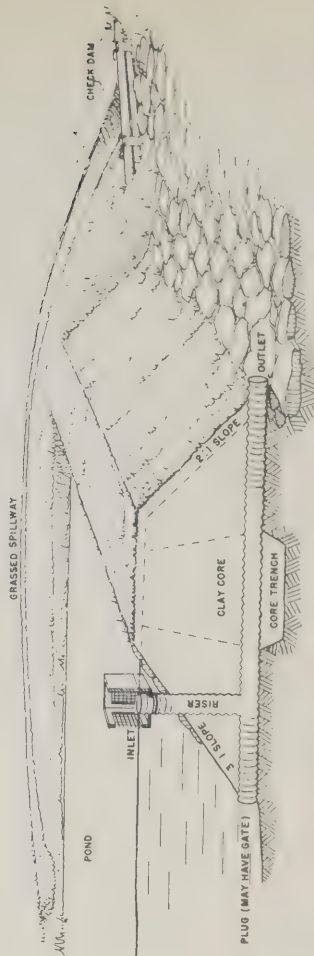 GRASSED SPILLWAY
CHECK DAM
POND
INLET
RISER
3:1 SLOPE
CLAY CORE
2:1 SLOPE
OUTLET
CORE TRENCH
PLUG (MAY HAVE GATE)